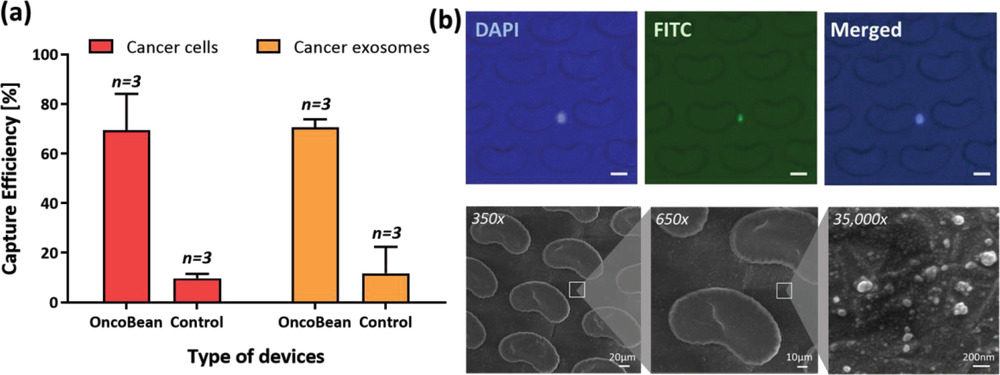 (a)
Cancer cells Cancer exosomes
Capture Efficiency [%]
100
80
60
40
20
0
n=3
n=3
n=3
n=3
OncoBean Control OncoBean Control
Type of devices
(b)
DAPI FITC Merged
350x 650x 35,000x
20µm 10µm 200nm